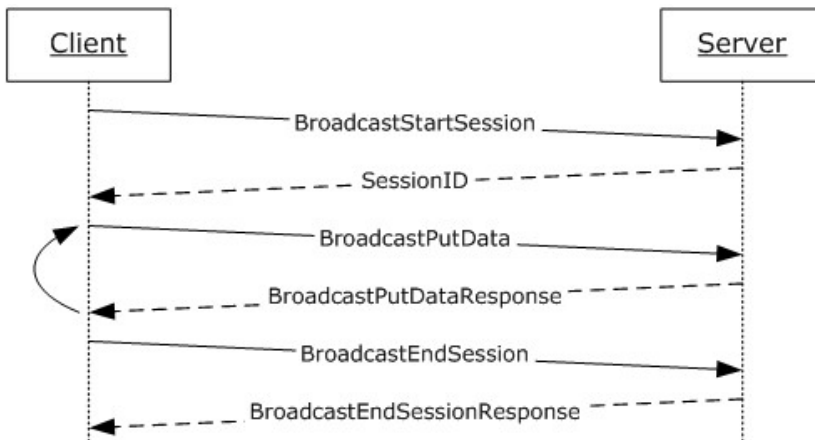 Client
Server
BroadcastStartSession
SessionID
BroadcastPutData
BroadcastPutDataResponse
BroadcastEndSession
BroadcastEndSessionResponse